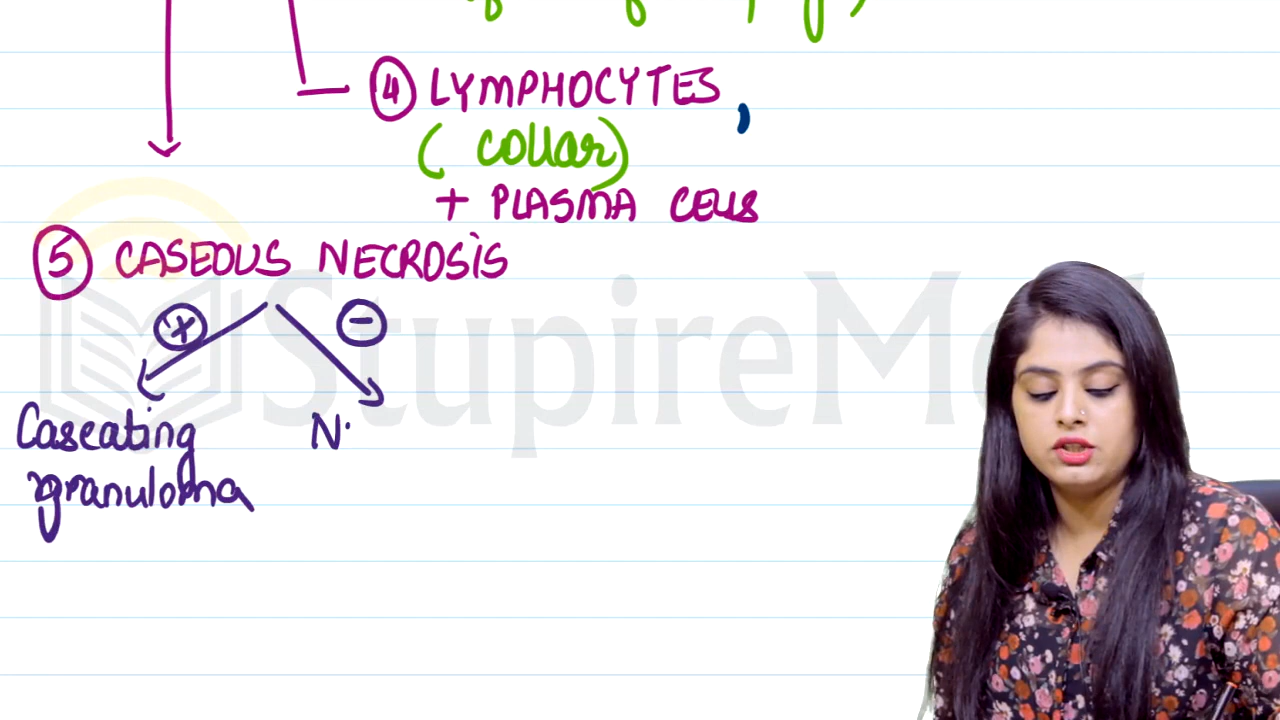 ④ LYMPHOCYTES,
(collar)
+ PLASMA CELLS
⑤ CASEOUS NECROSIS
+ −
Caseating N.
granuloma